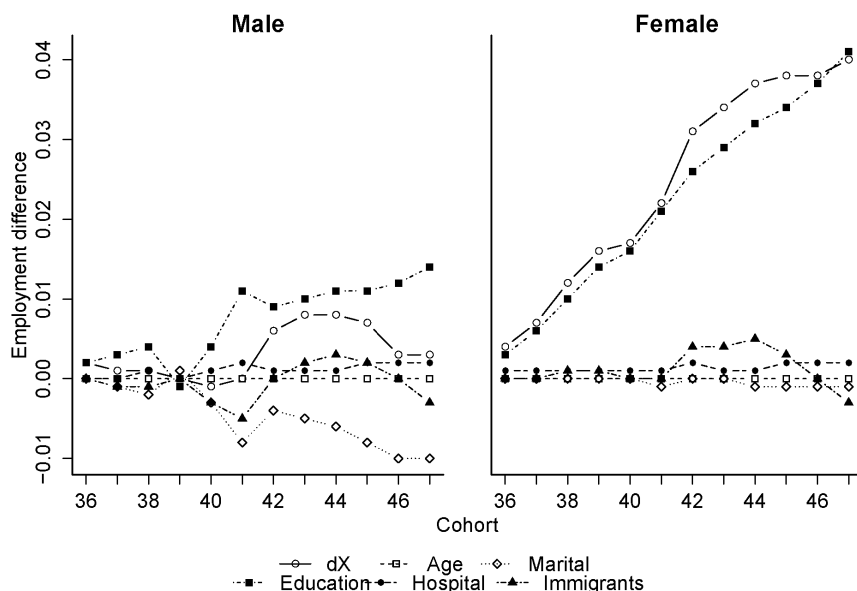 Male Female
Employment difference
0.04
0.03
0.02
0.01
0.00
−0.01
36 38 40 42 44 46 36 38 40 42 44 46
Cohort
dX Age Marital
Education Hospital Immigrants